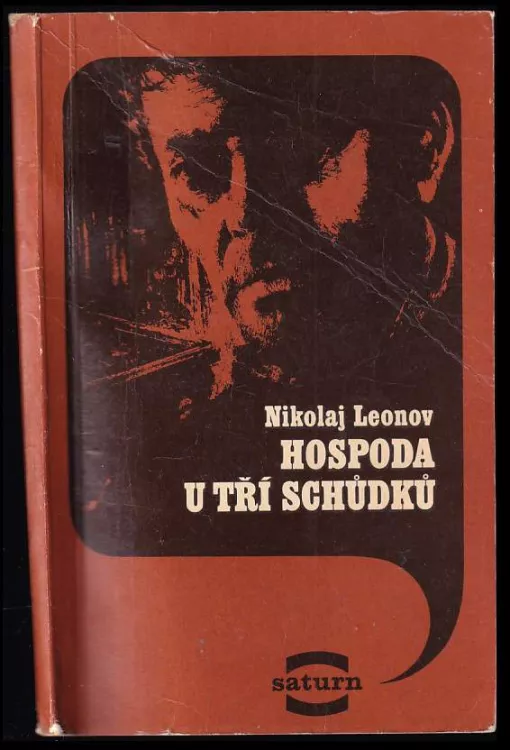 Nikolaj Leonov
HOSPODA
U TŘÍ SCHŮDKŮ
saturn